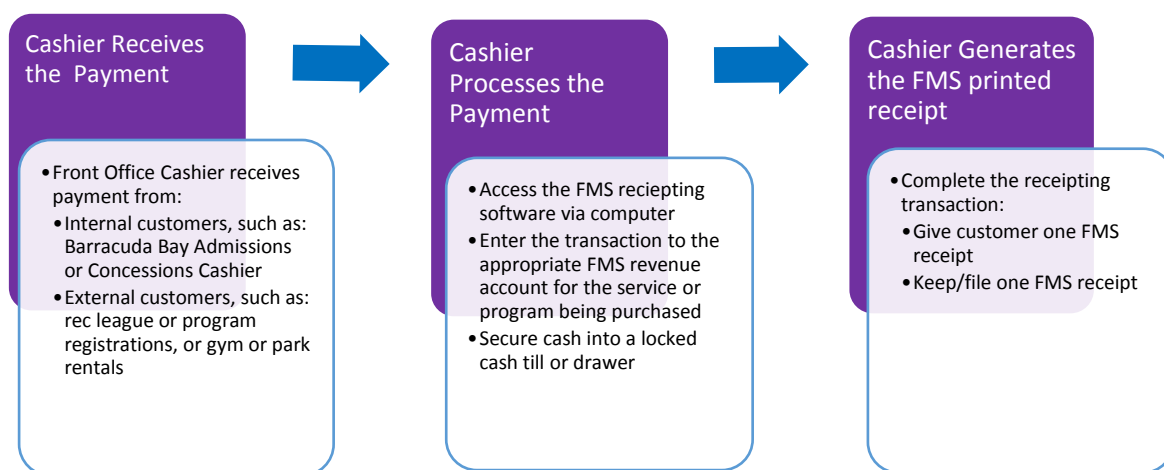 Cashier Receives
the Payment
•Front Office Cashier receives
payment from:
•Internal customers, such as:
Barracuda Bay Admissions
or Concessions Cashier
•External customers, such as:
rec league or program
registrations, or gym or park
rentals
Cashier
Processes the
Payment
•Access the FMS reciepting
software via computer
•Enter the transaction to the
appropriate FMS revenue
account for the service or
program being purchased
•Secure cash into a locked
cash till or drawer
Cashier Generates
the FMS printed
receipt
•Complete the receipting
transaction:
•Give customer one FMS
receipt
•Keep/file one FMS receipt